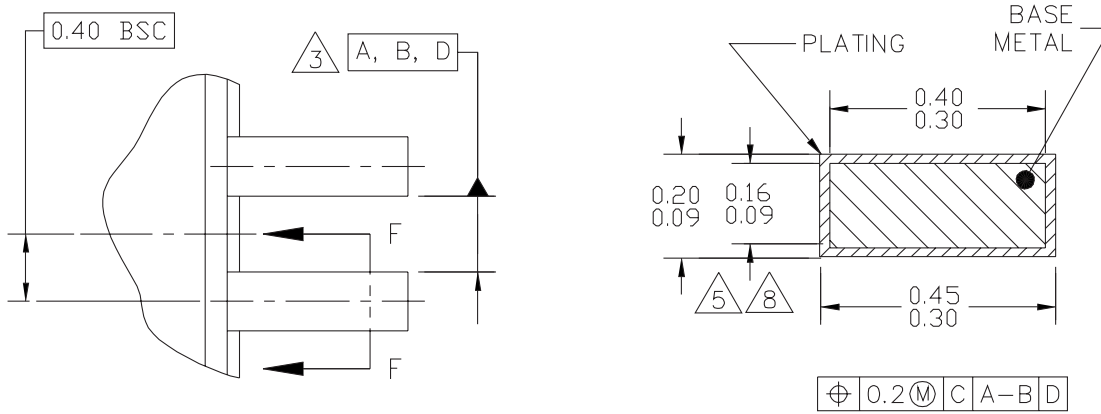 0.40 BSC
3
A, B, D
F
F
PLATING
BASE
METAL
0.40
0.30
0.20
0.09
0.16
0.09
5
8
0.45
0.30
⌖ 0.2 Ⓜ C A-B D